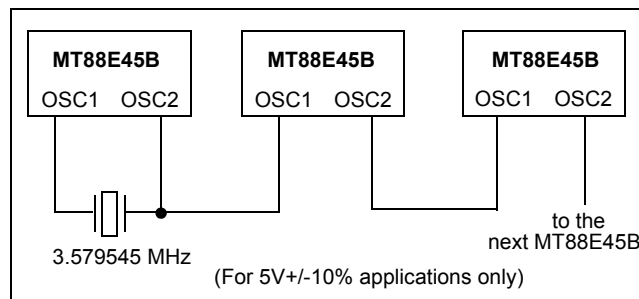 MT88E45B MT88E45B MT88E45B
OSC1 OSC2 OSC1 OSC2 OSC1 OSC2
3.579545 MHz
to the
next MT88E45B
(For 5V+/-10% applications only)